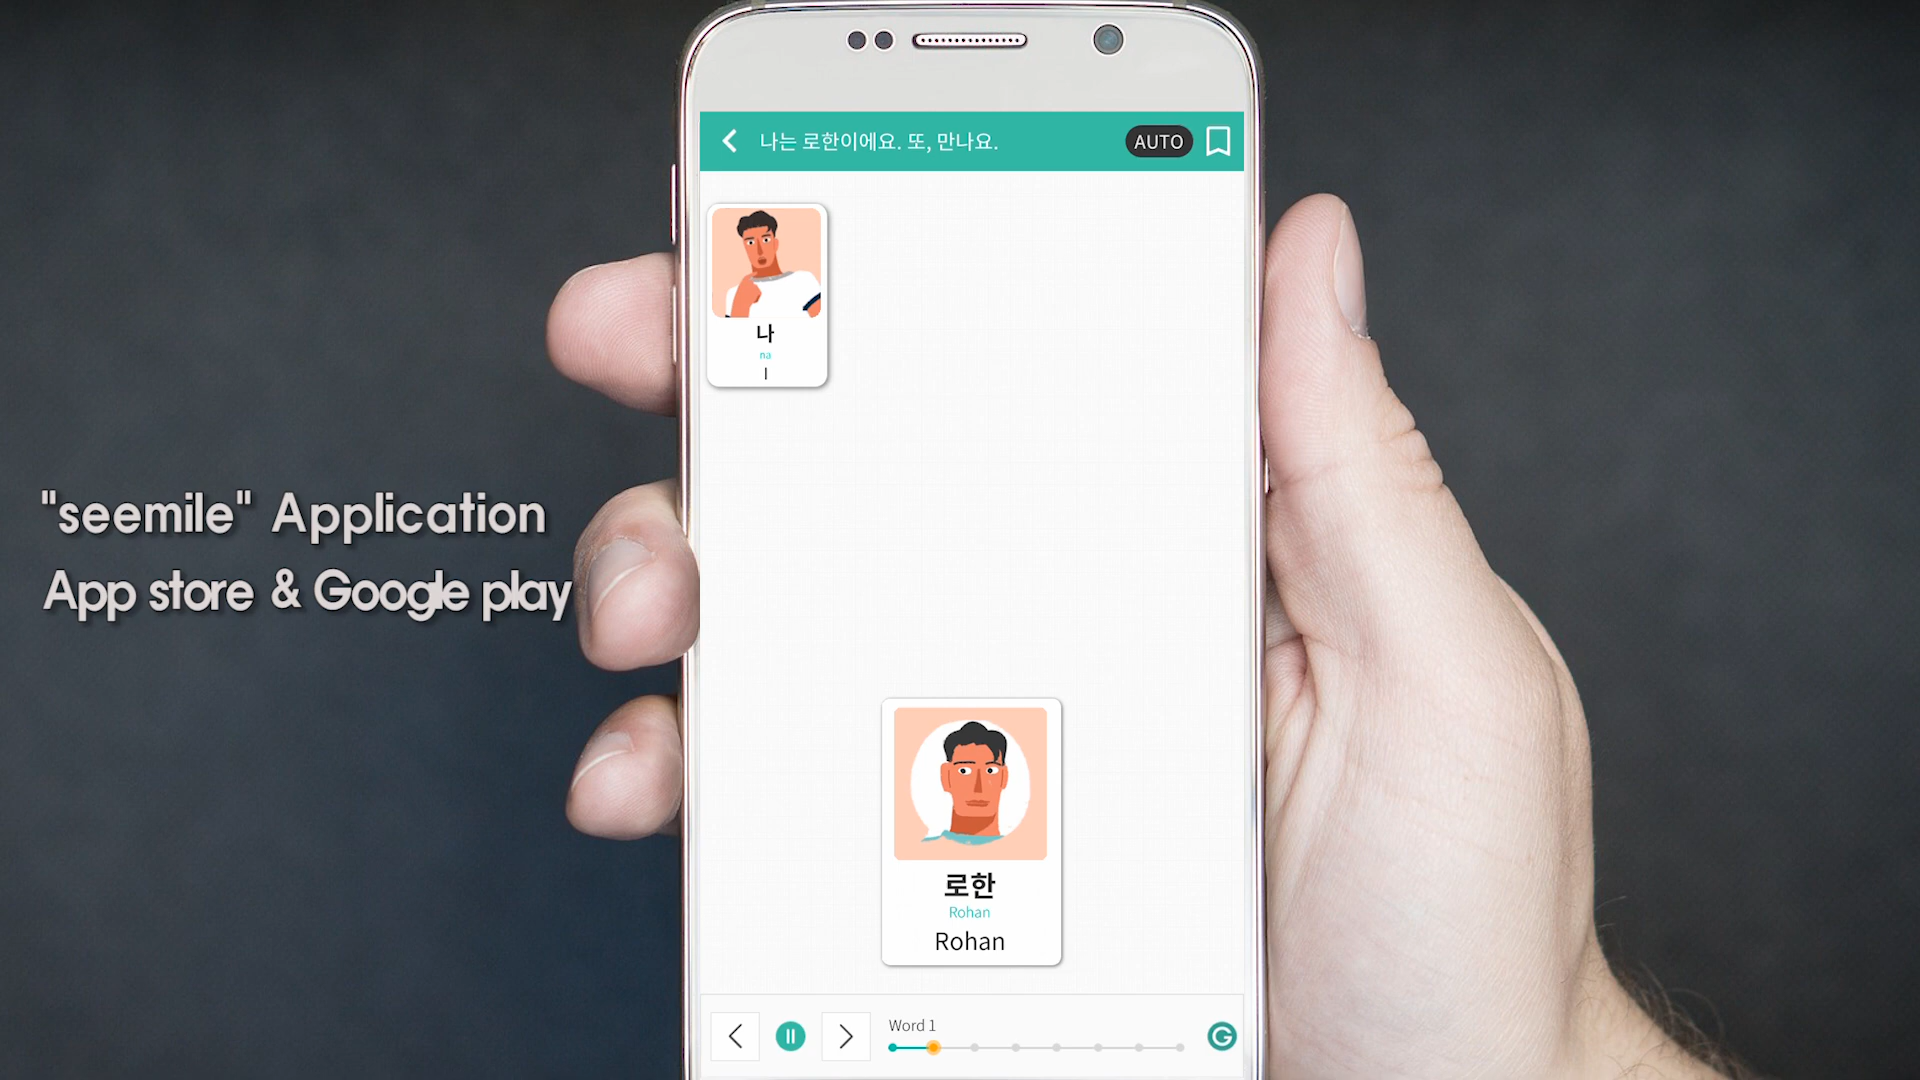 나는 로한이에요. 또, 만나요.
AUTO
나
na
I
"seemile" Application
App store & Google play
로한
Rohan
Rohan
Word 1
G